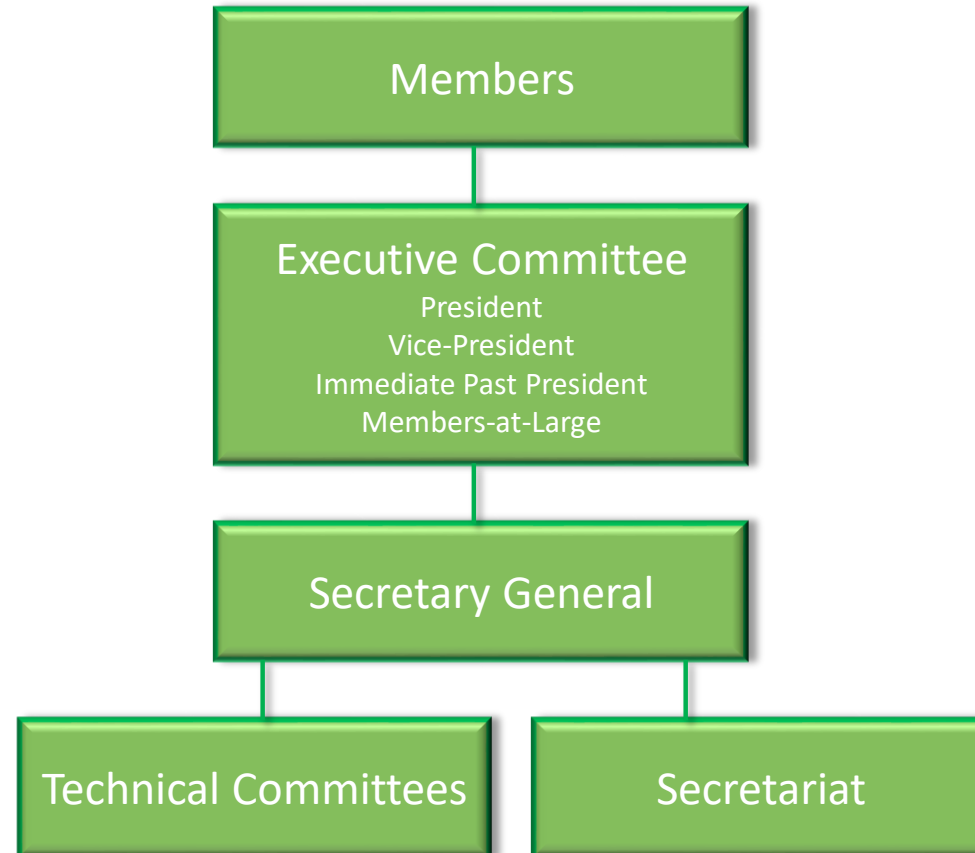 Members
Executive Committee
President
Vice-President
Immediate Past President
Members-at-Large
Secretary General
Technical Committees
Secretariat